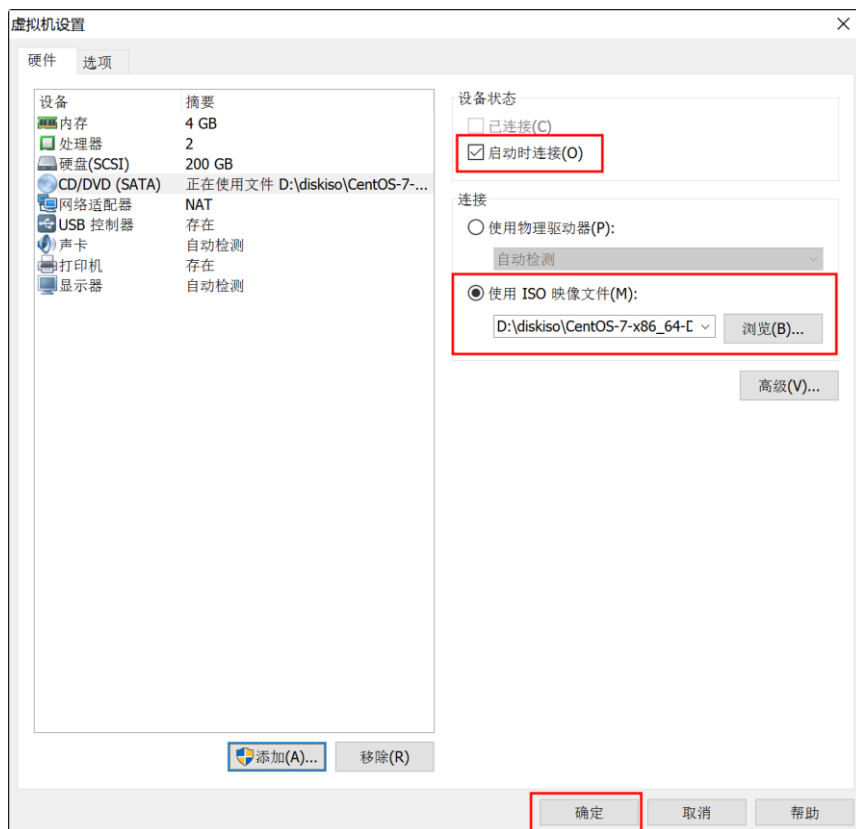 虚拟机设置
硬件 选项
设备 摘要
内存 4 GB
处理器 2
硬盘(SCSI) 200 GB
CD/DVD (SATA) 正在使用文件 D:\diskiso\CentOS-7-...
网络适配器 NAT
USB 控制器 存在
声卡 自动检测
打印机 存在
显示器 自动检测
添加(A)... 移除(R)
设备状态
已连接(C)
启动时连接(O)
连接
使用物理驱动器(P):
自动检测
使用 ISO 映像文件(M):
D:\diskiso\CentOS-7-x86_64-D 浏览(B)...
高级(V)...
确定 取消 帮助